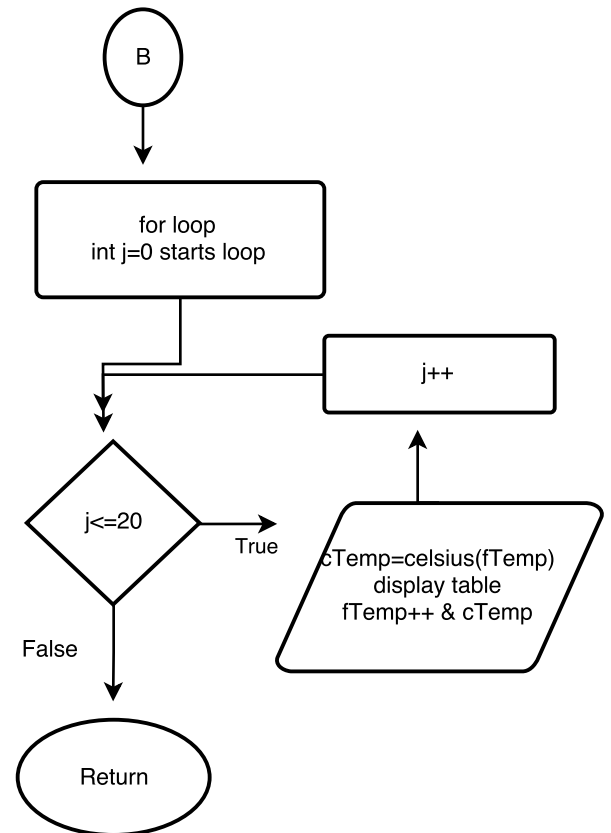 B
for loop
int j=0 starts loop
j++
j<=20
True
cTemp=celsius(fTemp)
display table
fTemp++ & cTemp
False
Return